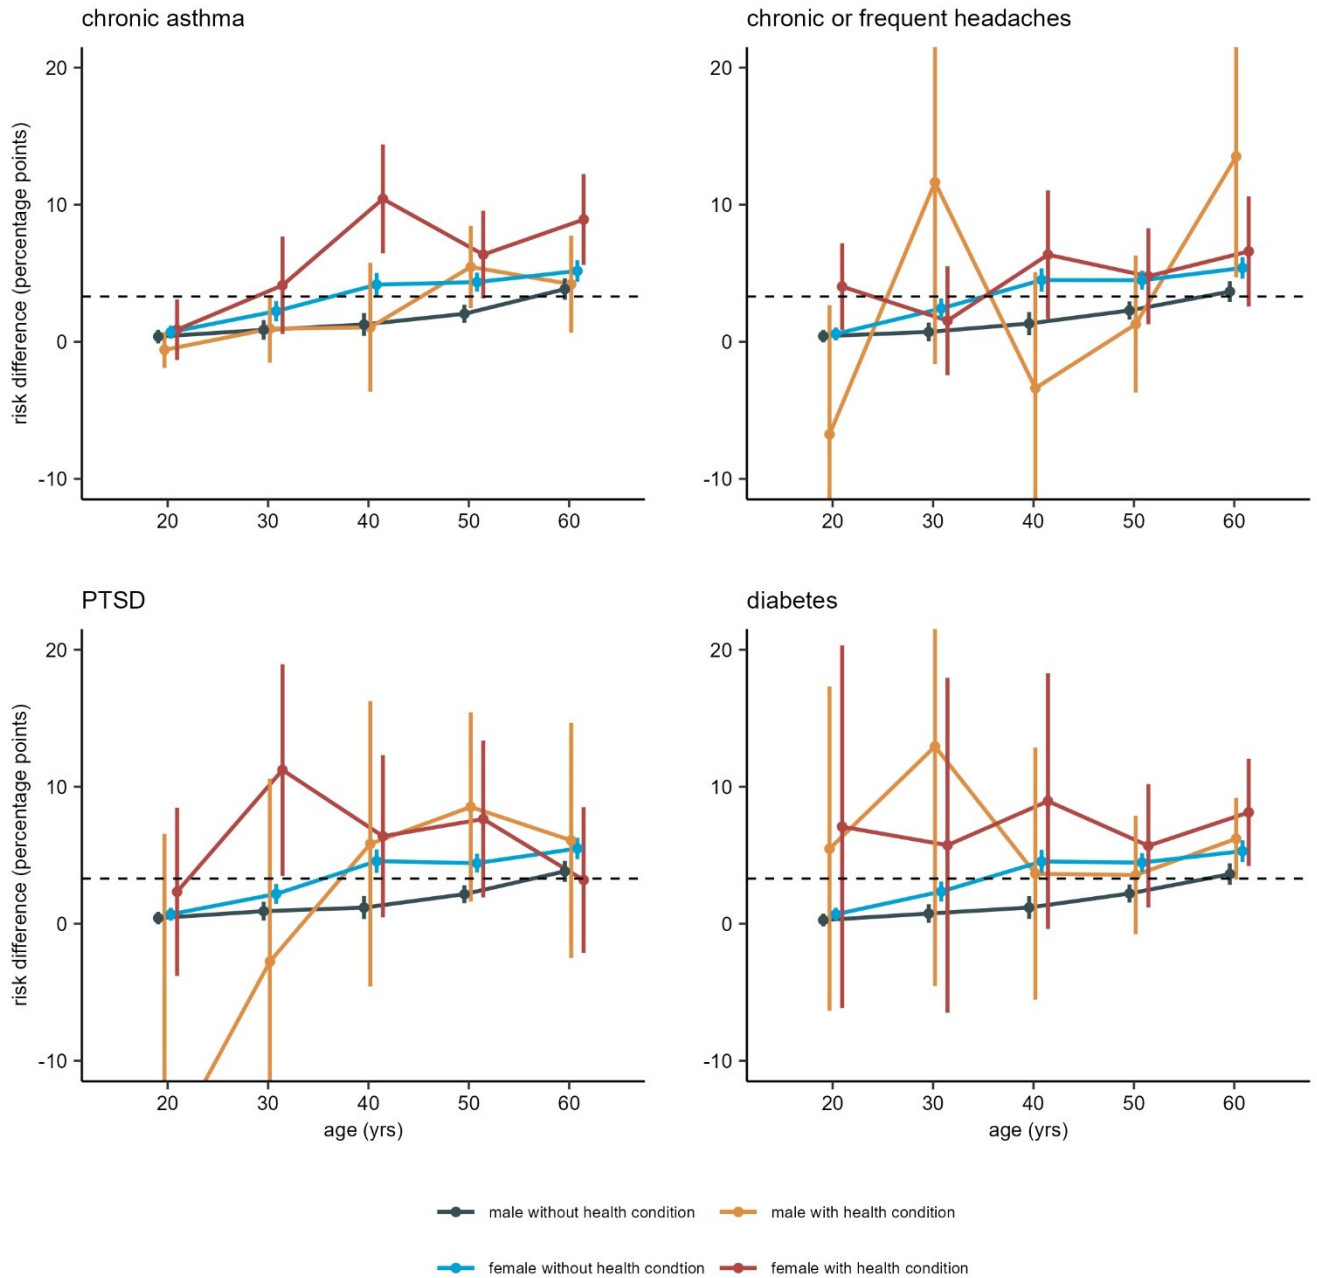 chronic asthma
chronic or frequent headaches
risk difference (percentage points)
20
10
0
-10
20 30 40 50 60
20
10
0
-10
20 30 40 50 60
PTSD
diabetes
risk difference (percentage points)
20
10
0
-10
20 30 40 50 60
age (yrs)
20
10
0
-10
20 30 40 50 60
age (yrs)
male without health condition
male with health condition
female without health condtion
female with health condition